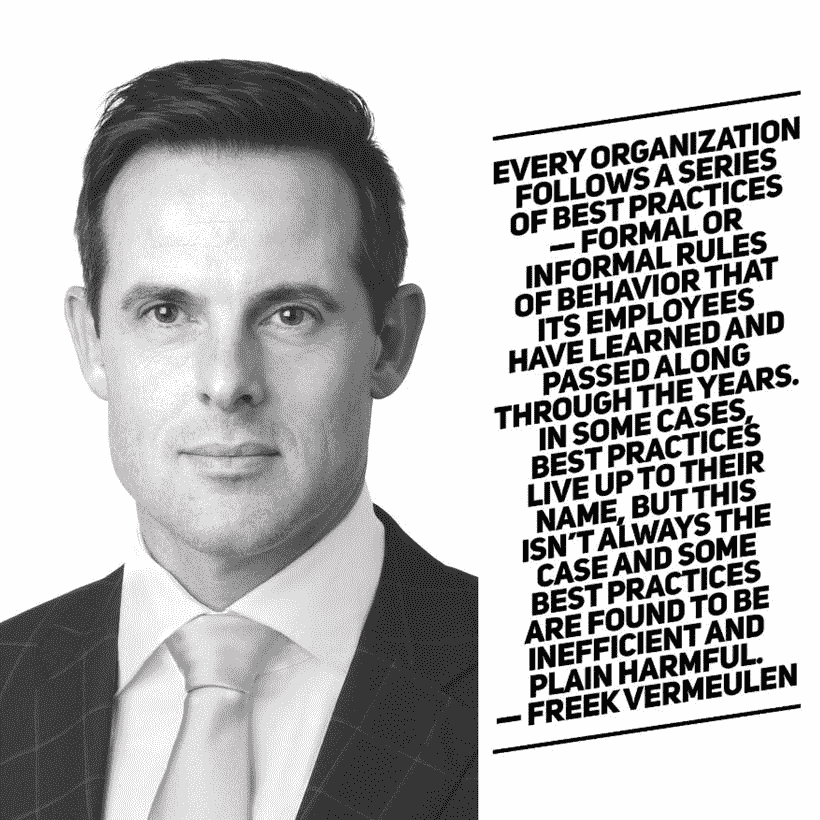 EVERY ORGANIZATION
FOLLOWS A SERIES
OF BEST PRACTICES
— FORMAL OR
INFORMAL RULES
OF BEHAVIOR THAT
ITS EMPLOYEES
HAVE LEARNED AND
PASSED ALONG
THROUGH THE YEARS.
IN SOME CASES,
BEST PRACTICES
LIVE UP TO THEIR
NAME, BUT THIS
ISN'T ALWAYS THE
CASE AND SOME
BEST PRACTICES
ARE FOUND TO BE
INEFFICIENT AND
PLAIN HARMFUL.
— FREEK VERMEULEN